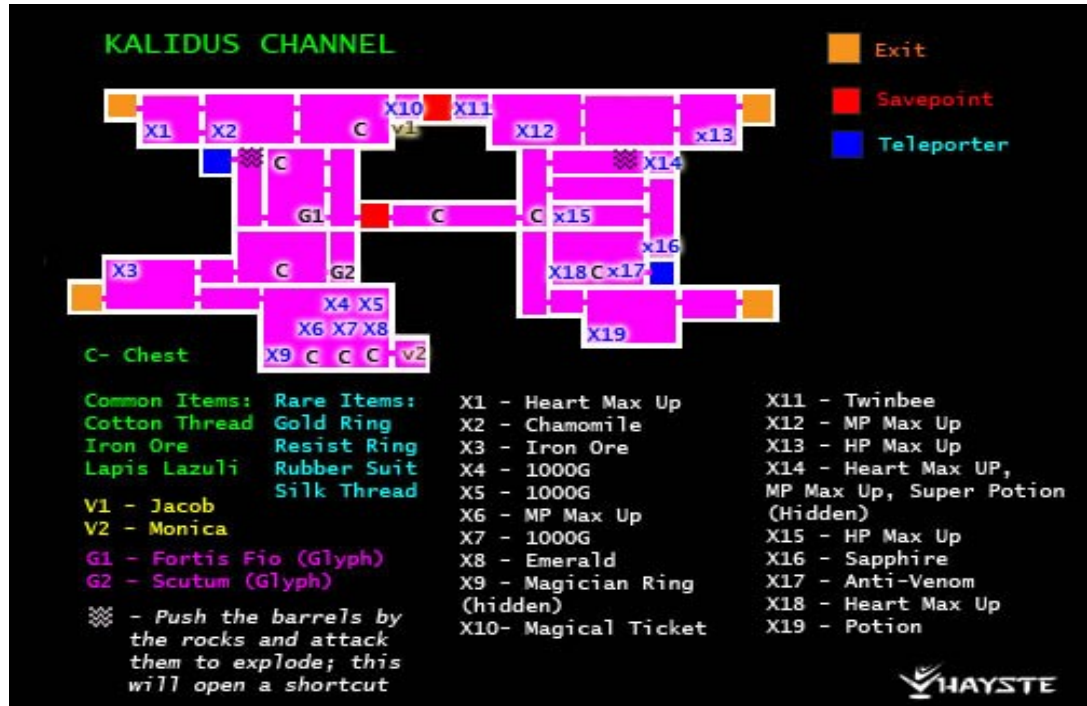 KALIDUS CHANNEL
Exit
Savepoint
Teleporter
X1 X2 C X10 v1 X11 X12 x13
C X14
G1 C C x15
x16
X3 C G2 X18 C x17
X4 X5
X6 X7 X8 X19
X9 C C C v2
C- Chest
Common Items:
Cotton Thread
Iron Ore
Lapis Lazuli
Rare Items:
Gold Ring
Resist Ring
Rubber Suit
Silk Thread
V1 - Jacob
V2 - Monica
G1 - Fortis Fio (Glyph)
G2 - Scutum (Glyph)
- Push the barrels by
the rocks and attack
them to explode; this
will open a shortcut
X1 - Heart Max Up
X2 - Chamomile
X3 - Iron Ore
X4 - 1000G
X5 - 1000G
X6 - MP Max Up
X7 - 1000G
X8 - Emerald
X9 - Magician Ring
(hidden)
X10- Magical Ticket
X11 - Twinbee
X12 - MP Max Up
X13 - HP Max Up
X14 - Heart Max UP,
MP Max Up, Super Potion
(Hidden)
X15 - HP Max Up
X16 - Sapphire
X17 - Anti-Venom
X18 - Heart Max Up
X19 - Potion
HAYSTE